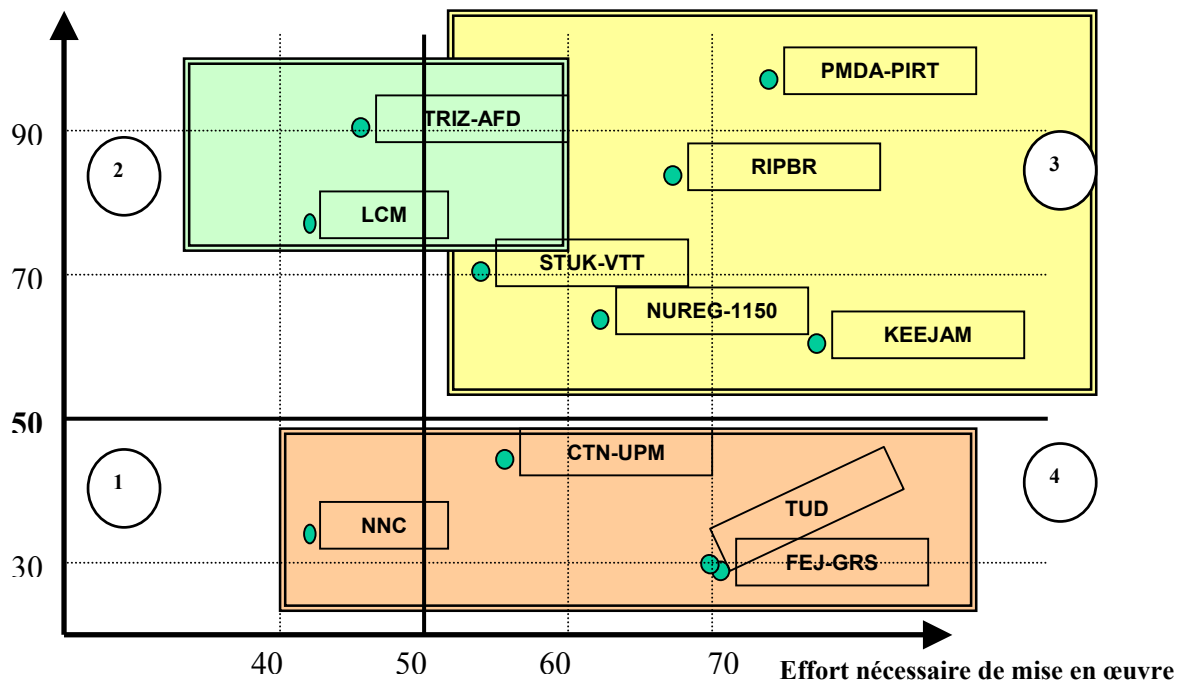 PMDA-PIRT
TRIZ-AFD
90
2
RIPBR
3
LCM
STUK-VTT
70
NUREG-1150
KEEJAM
50
CTN-UPM
1
4
TUD
NNC
30
FEJ-GRS
40 50 60 70
Effort nécessaire de mise en œuvre